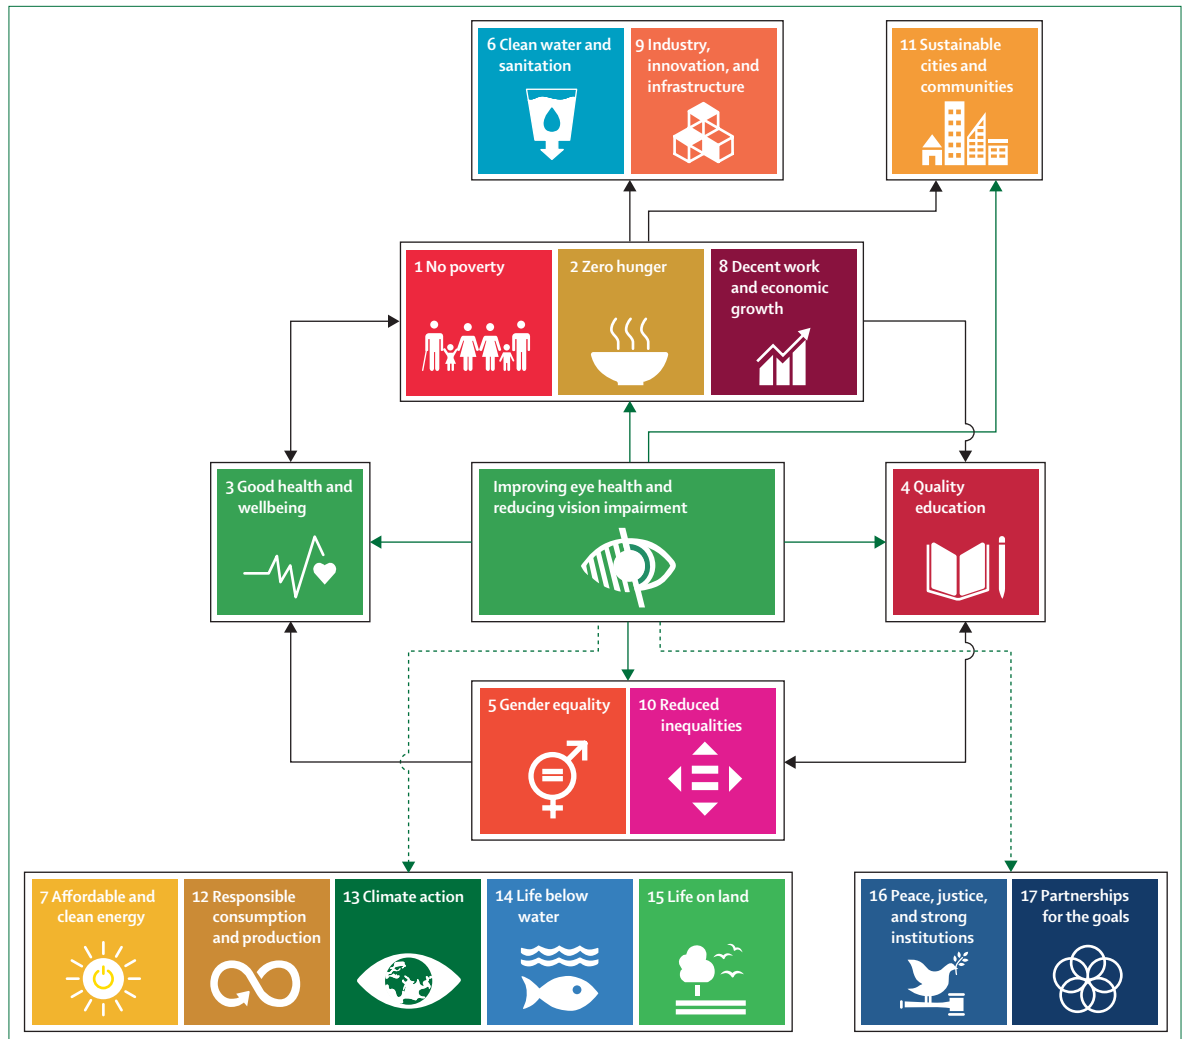 6 Clean water and
sanitation
9 Industry,
innovation, and
infrastructure
11 Sustainable
cities and
communities
1 No poverty
2 Zero hunger
8 Decent work
and economic
growth
3 Good health and
wellbeing
Improving eye health and
reducing vision impairment
4 Quality
education
5 Gender equality
10 Reduced
inequalities
7 Affordable and
clean energy
12 Responsible
consumption
and production
13 Climate action
14 Life below
water
15 Life on land
16 Peace, justice,
and strong
institutions
17 Partnerships
for the goals